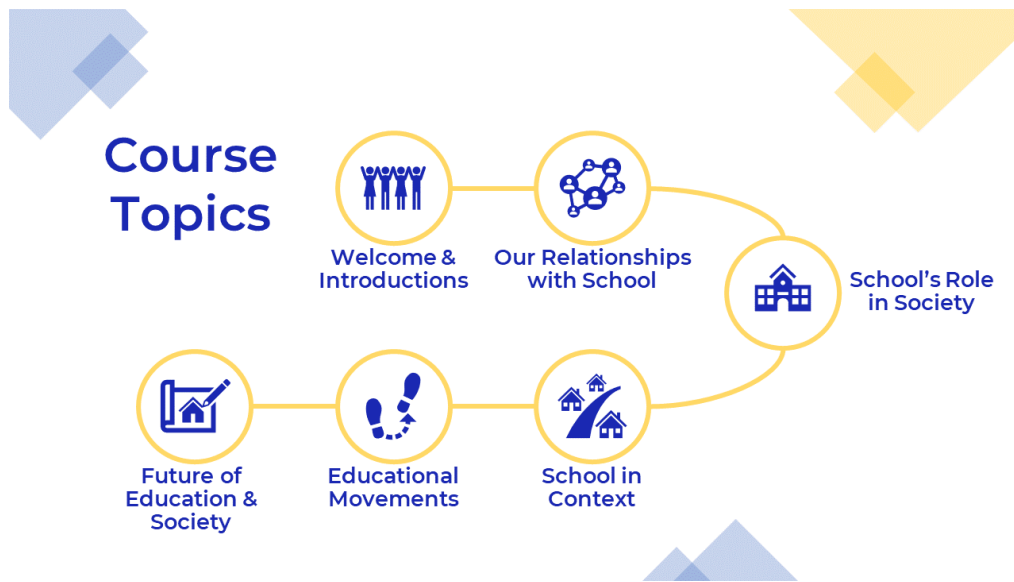 Course
Topics
Welcome &
Introductions
Our Relationships
with School
School's Role
in Society
School in
Context
Educational
Movements
Future of
Education &
Society